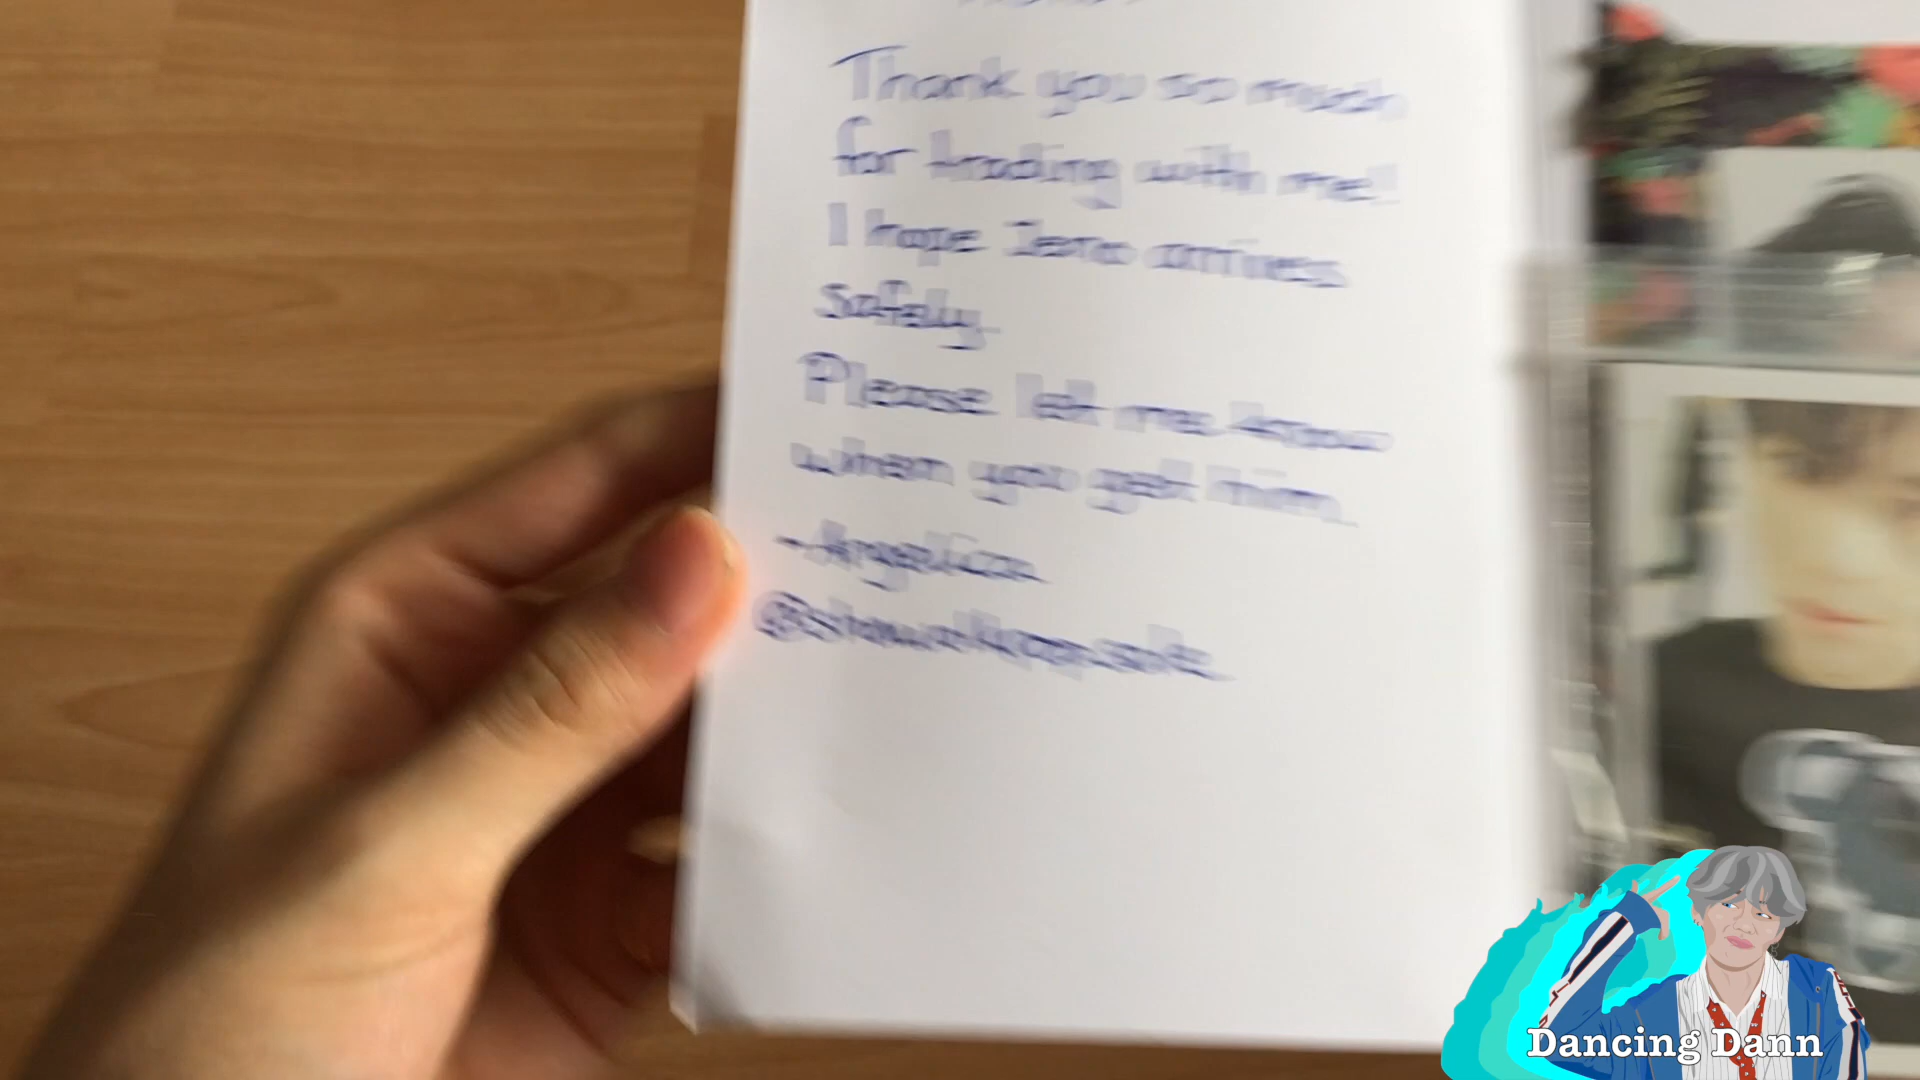 Thank you so much
for trading with me!!
I hope Jeno arrives
safely.
Please let me know
when you get him.
-Angelica
Dancing Dann